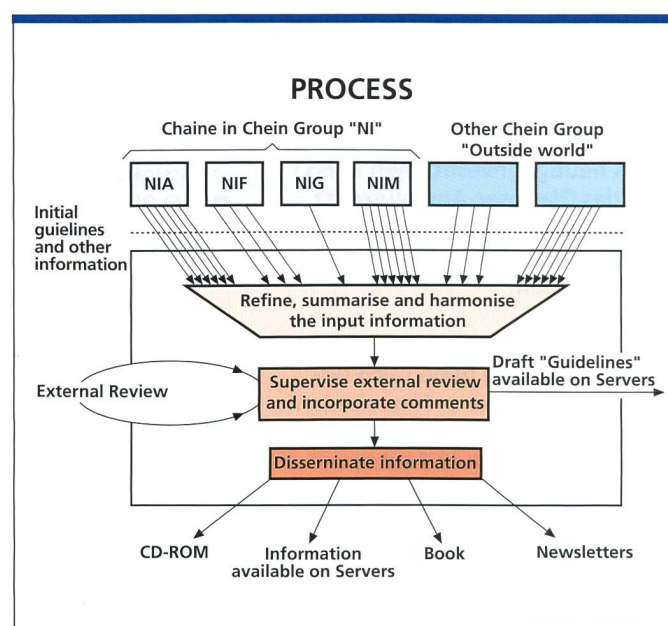 PROCESS
Chaine in Chein Group "NI"
Other Chein Group
"Outside world"
NIA
NIF
NIG
NIM
Initial
guielines
and other
information
Refine, summarise and harmonise
the input information
External Review
Supervise external review
and incorporate comments
Draft "Guidelines"
available on Servers
Disserninate information
CD-ROM
Information
available on Servers
Book
Newsletters